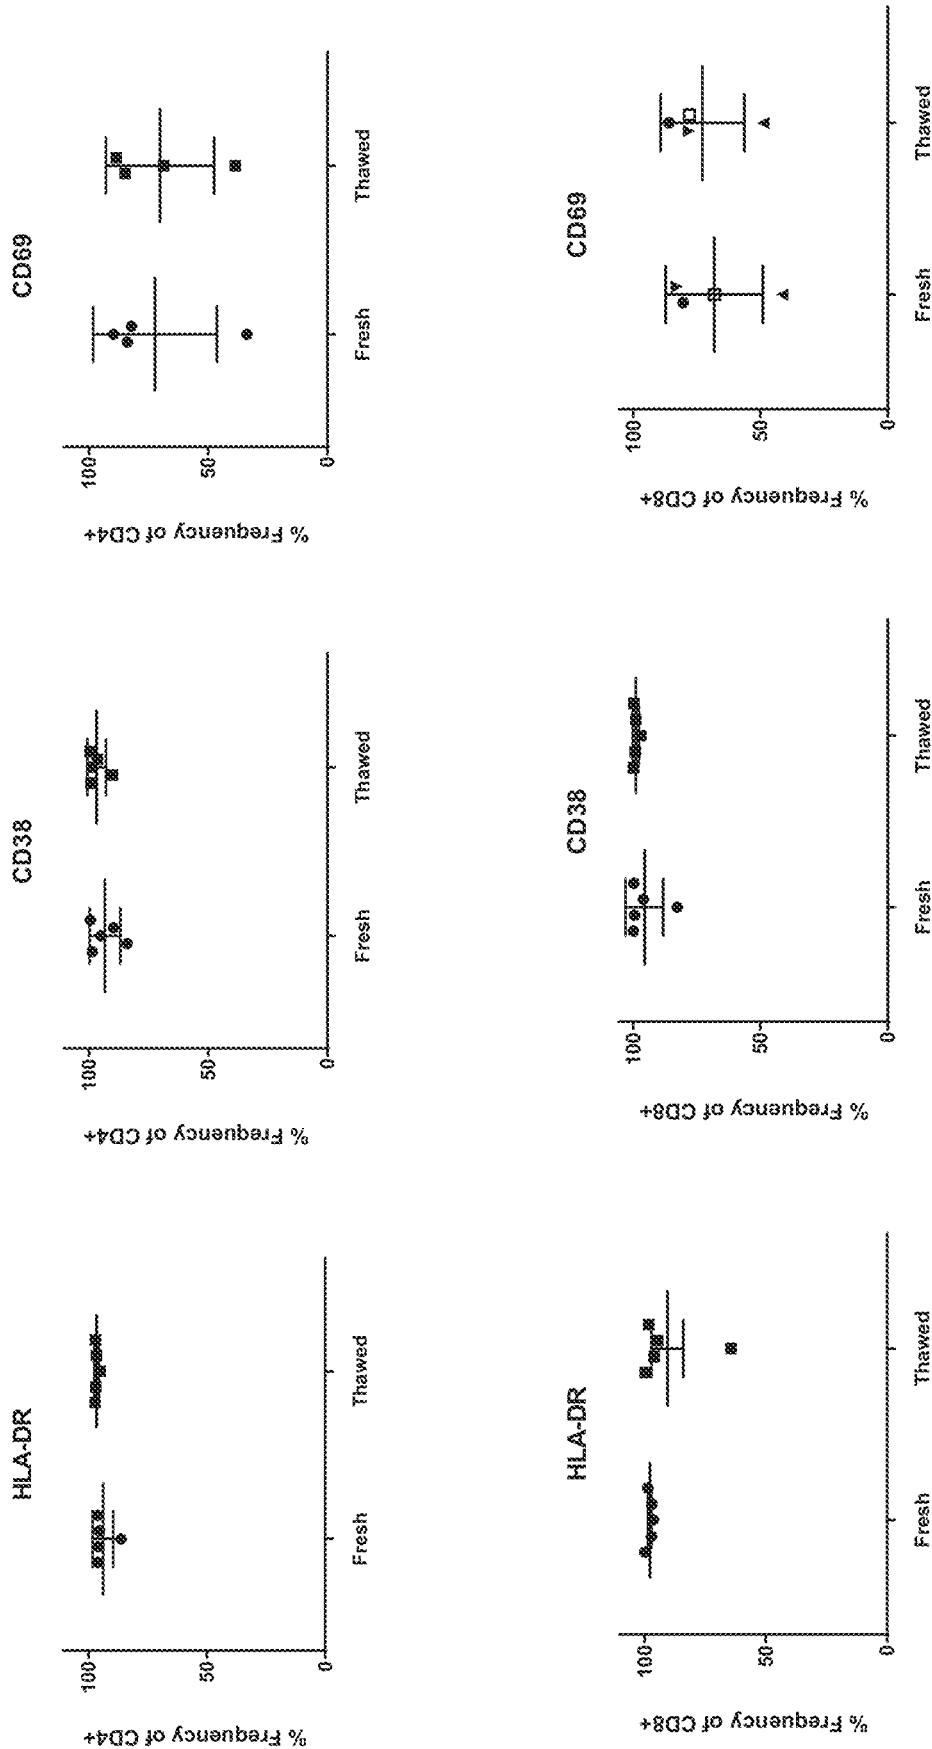 HLA-DR
% Frequency of CD4+
100
50
0
Fresh
Thawed
CD38
% Frequency of CD4+
100
50
0
Fresh
Thawed
CD69
% Frequency of CD4+
100
50
0
Fresh
Thawed
HLA-DR
% Frequency of CD8+
100
50
0
Fresh
Thawed
CD38
% Frequency of CD8+
100
50
0
Fresh
Thawed
CD69
% Frequency of CD8+
100
50
0
Fresh
Thawed